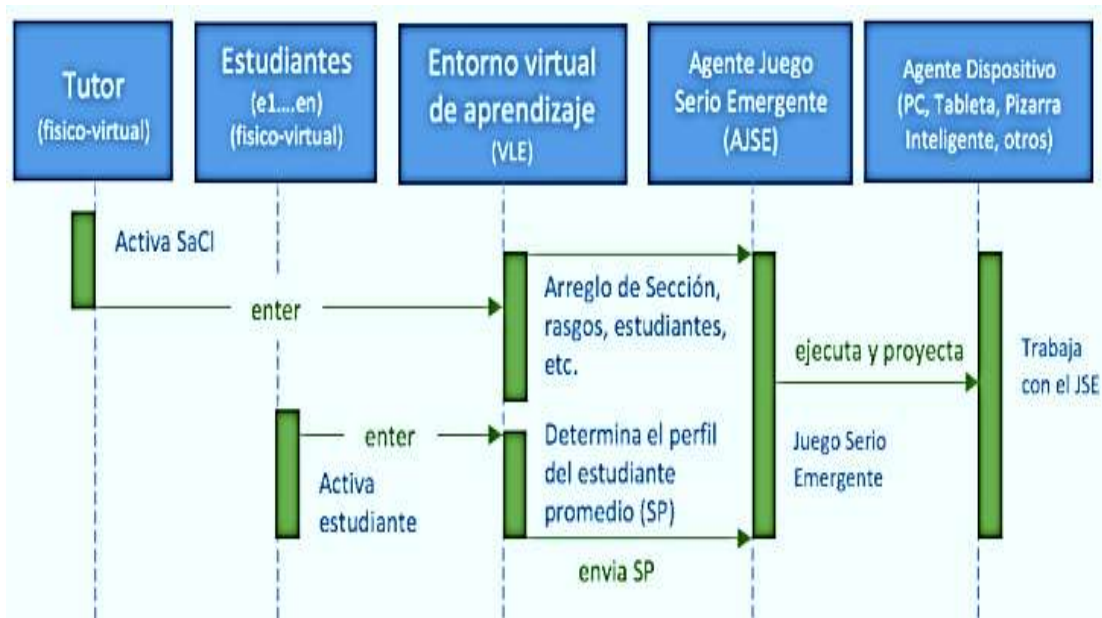 Tutor
(fisico-virtual)
Estudiantes
(e1....en)
(fisico-virtual)
Entorno virtual
de aprendizaje
(VLE)
Agente Juego
Serio Emergente
(AJSE)
Agente Dispositivo
(PC, Tableta, Pizarra
Inteligente, otros)
Activa SaCI
enter
Arreglo de Sección,
rasgos, estudiantes,
etc.
ejecuta y proyecta
Trabaja
con el JSE
enter
Activa
estudiante
Determina el perfil
del estudiante
promedio (SP)
Juego Serio
Emergente
envia SP